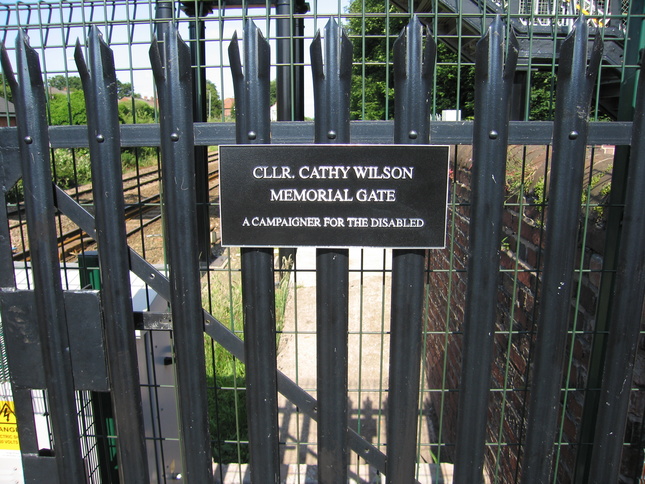 CLLR. CATHY WILSON
MEMORIAL GATE
A CAMPAIGNER FOR THE DISABLED